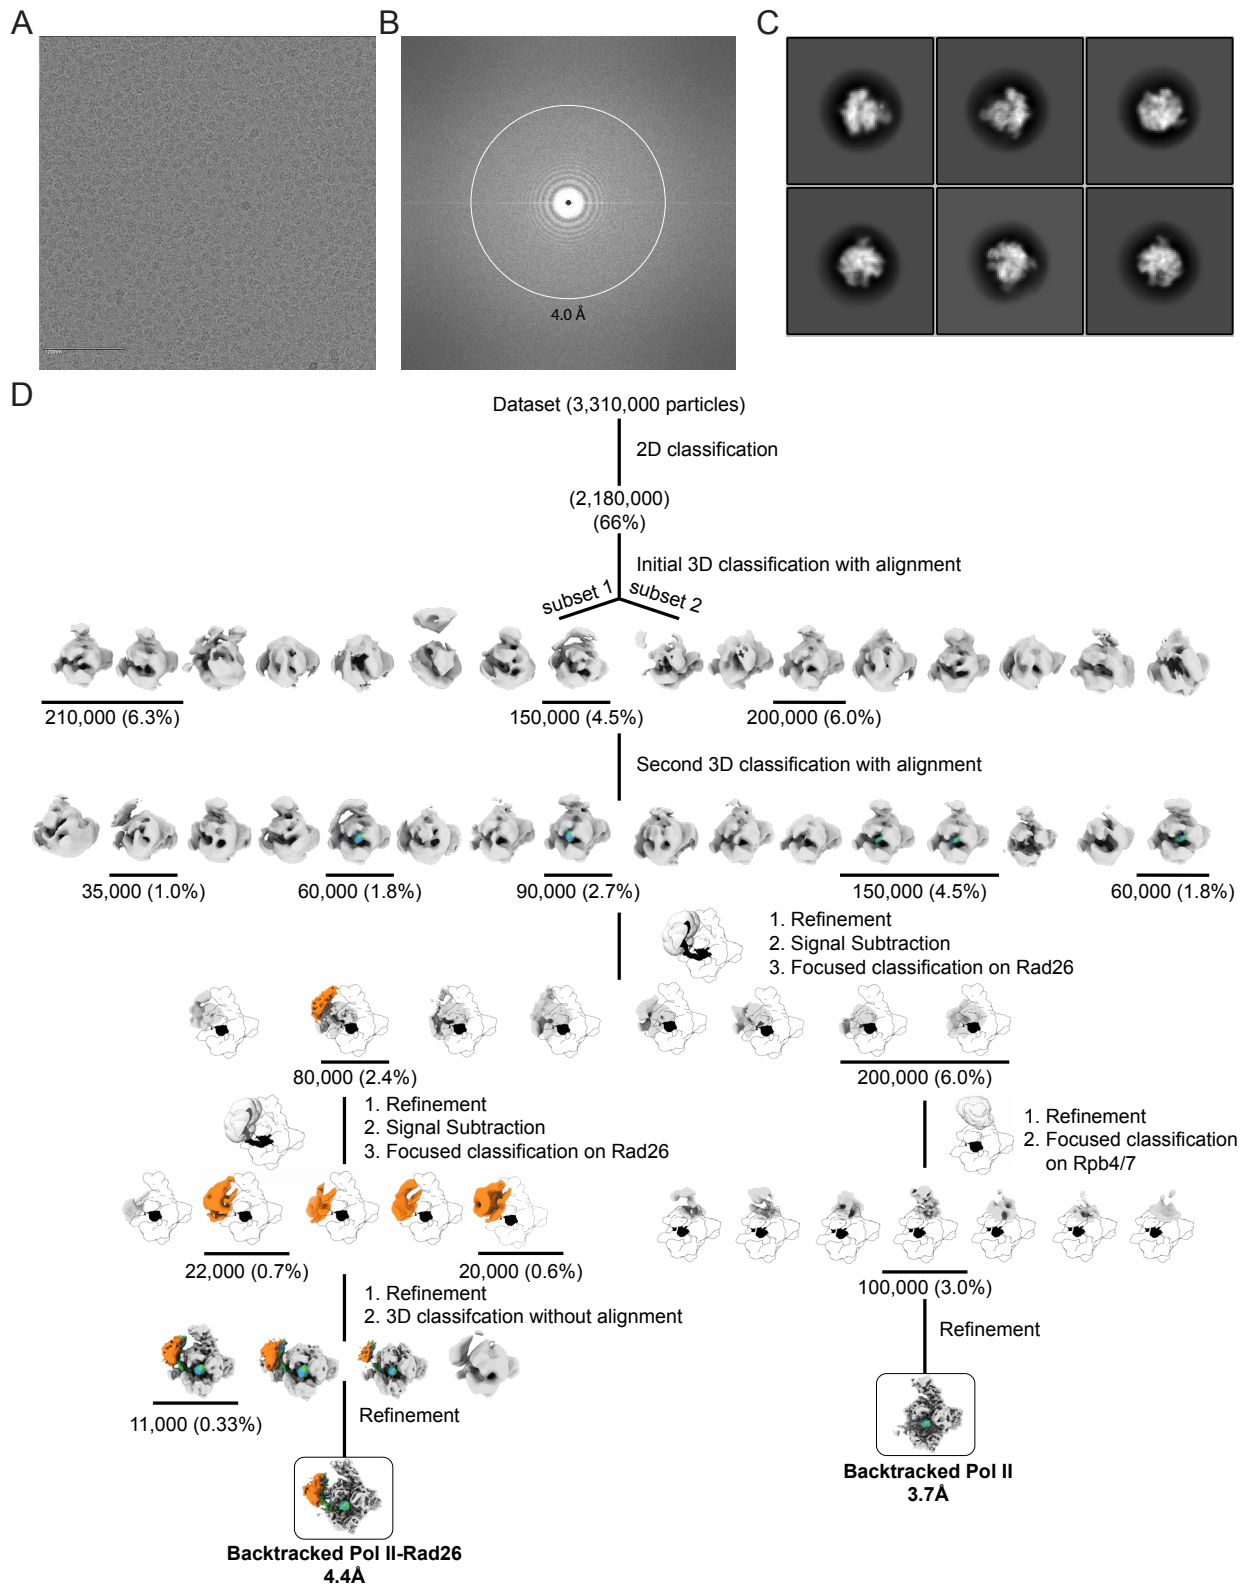 A
B
C
100nm
4.0 Å
D
Dataset (3,310,000 particles)
2D classification
(2,180,000)
(66%)
Initial 3D classification with alignment
subset 1
subset 2
210,000 (6.3%)
150,000 (4.5%)
200,000 (6.0%)
Second 3D classification with alignment
35,000 (1.0%)
60,000 (1.8%)
90,000 (2.7%)
150,000 (4.5%)
60,000 (1.8%)
1. Refinement
2. Signal Subtraction
3. Focused classification on Rad26
80,000 (2.4%)
200,000 (6.0%)
1. Refinement
2. Signal Subtraction
3. Focused classification on Rad26
1. Refinement
2. Focused classification
on Rpb4/7
22,000 (0.7%)
20,000 (0.6%)
100,000 (3.0%)
1. Refinement
2. 3D classifcation without alignment
Refinement
11,000 (0.33%)
Refinement
Backtracked Pol II
3.7Å
Backtracked Pol II-Rad26
4.4Å